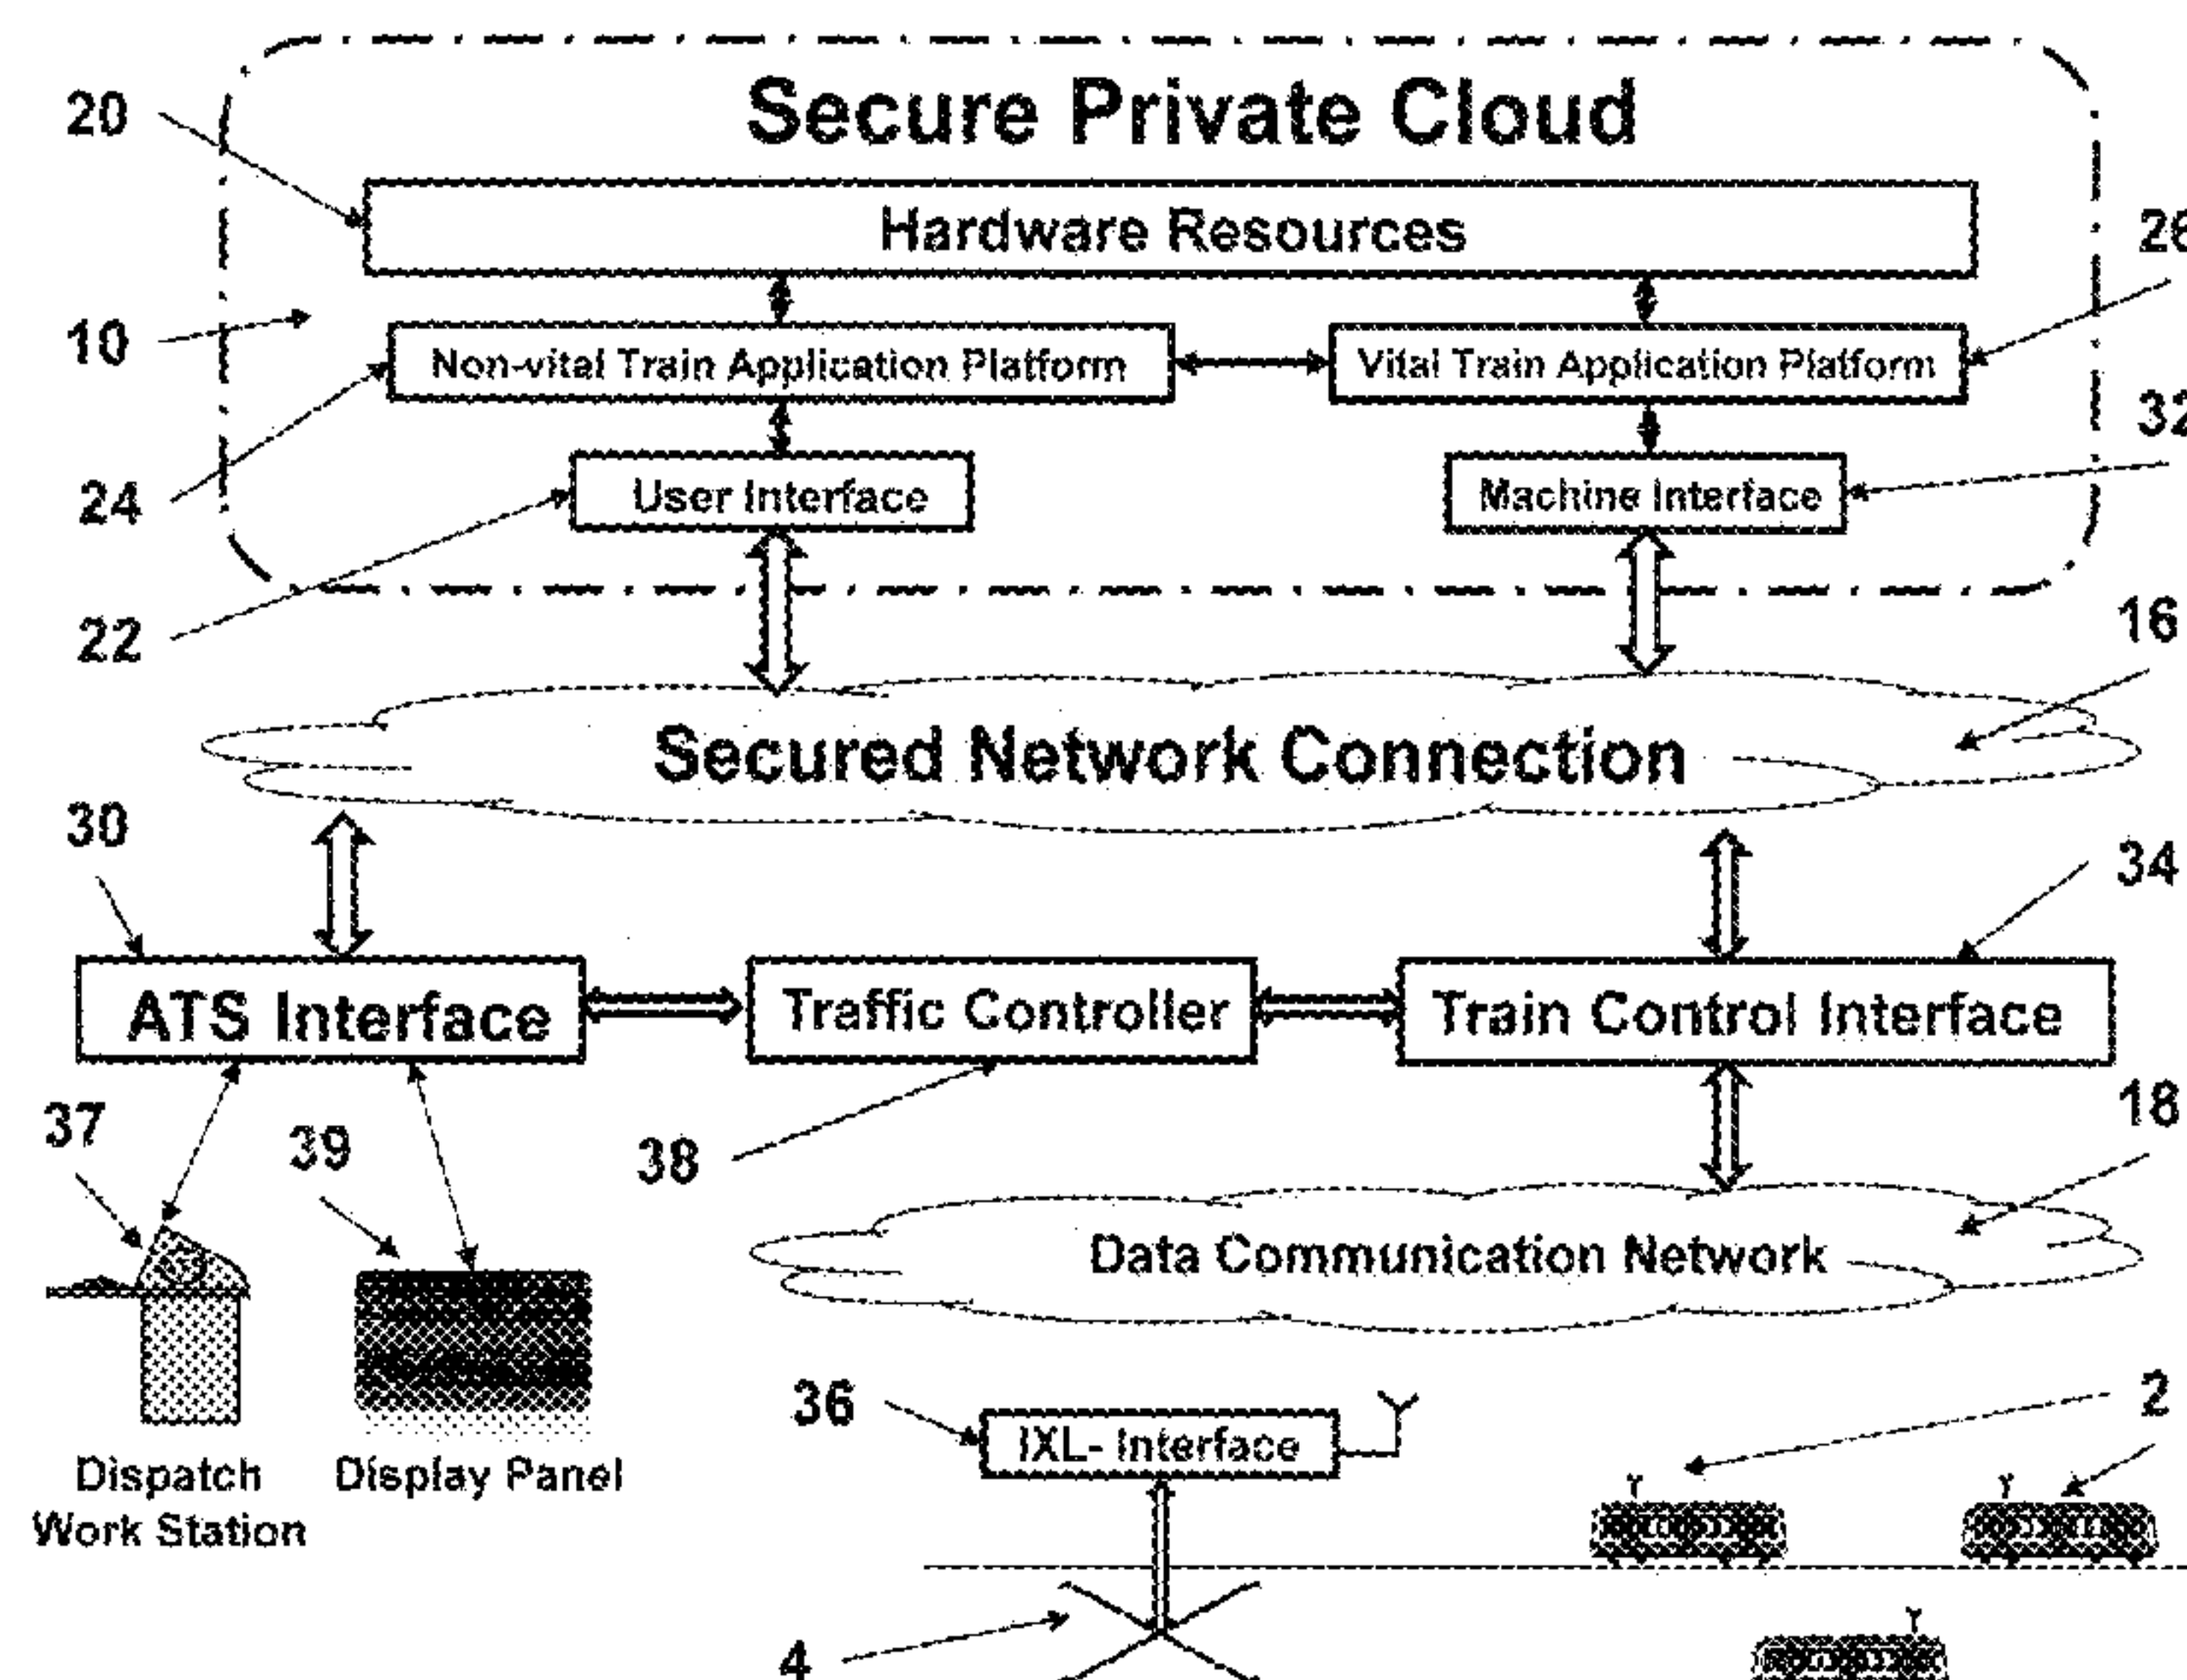 Secure Private Cloud
20
Hardware Resources
26
10
Non-vital Train Application Platform
Vital Train Application Platform
32
24
User Interface
Machine Interface
22
16
Secured Network Connection
30
34
ATS Interface
Traffic Controller
Train Control Interface
37
39
38
18
Data Communication Network
36
IXL- Interface
2
Dispatch
Work Station
Display Panel
4